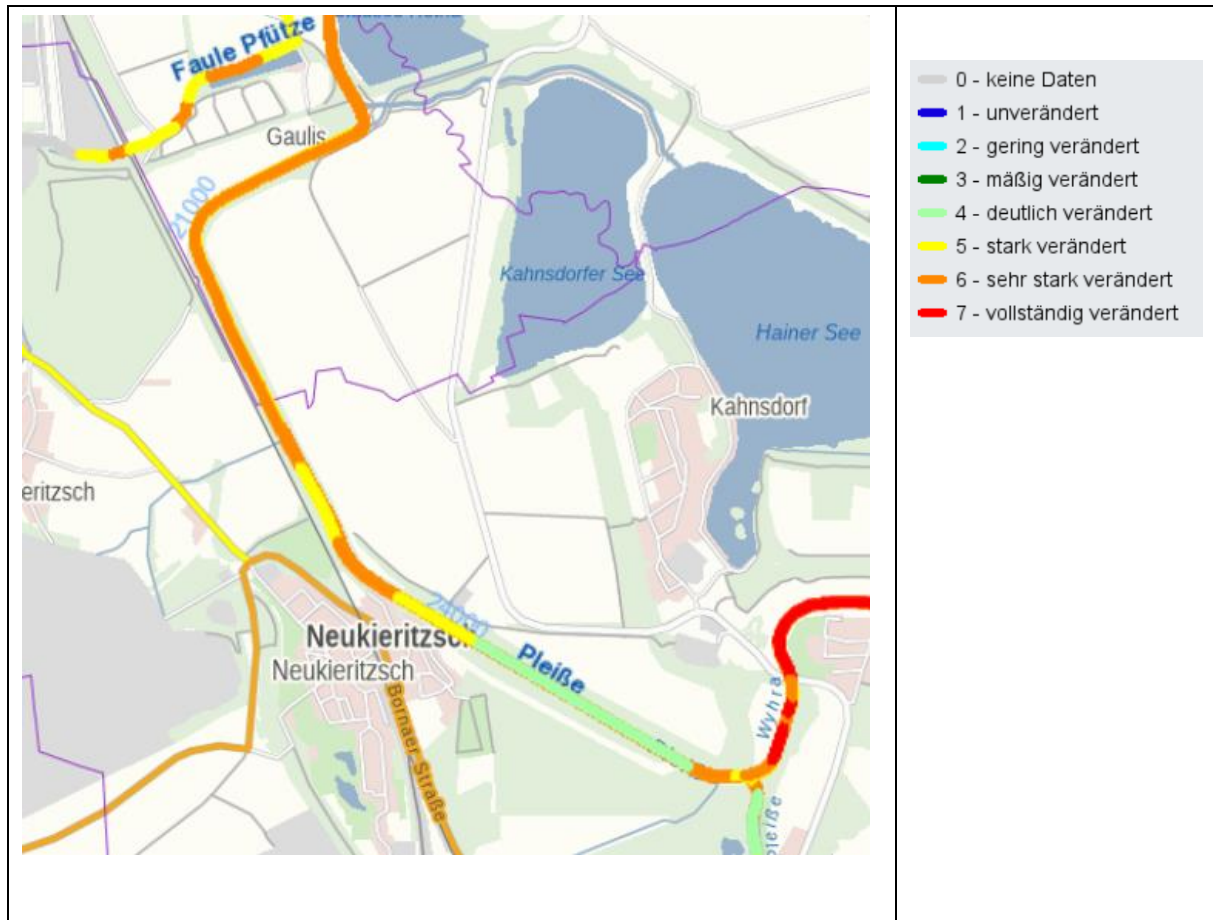 Faule Pfütze
Gaulis
21000
Kahnsdorfer See
Hainer See
Kahnsdorf
eritzsch
24000
Neukieritzsch
Neukieritzsch
Pleiße
Wyhra
Bornaer Straße
0 - keine Daten
1 - unverändert
2 - gering verändert
3 - mäßig verändert
4 - deutlich verändert
5 - stark verändert
6 - sehr stark verändert
7 - vollständig verändert